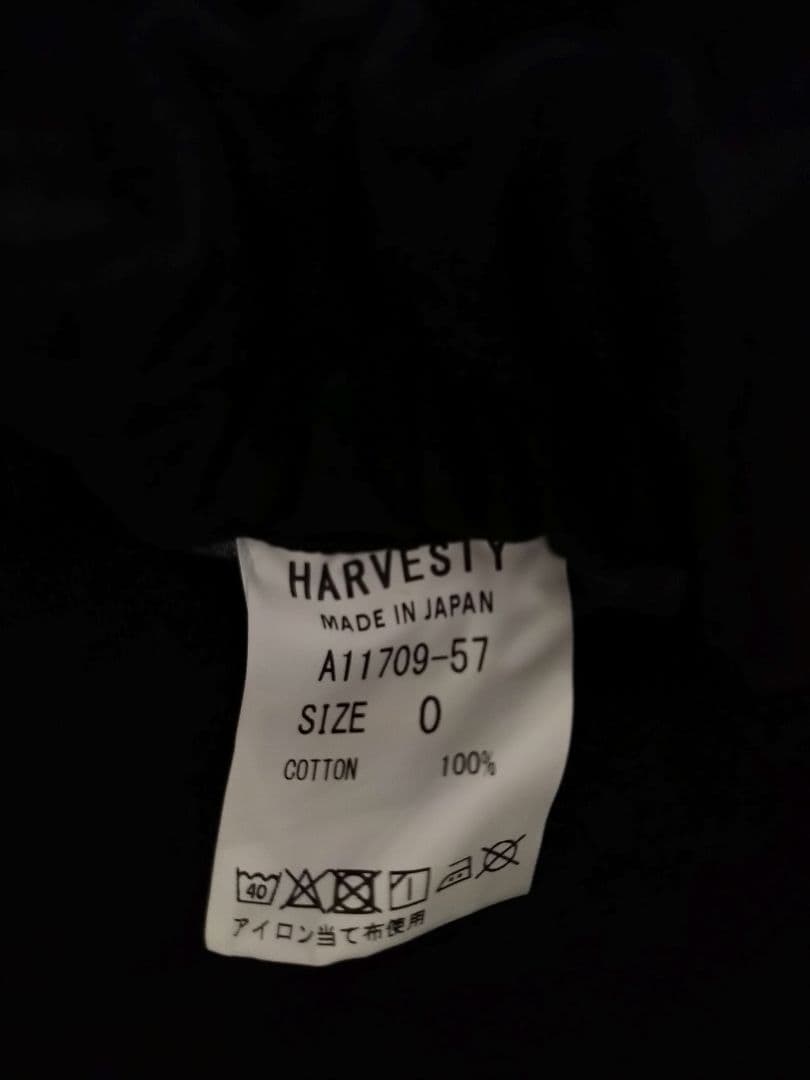 HARVESTY
MADE IN JAPAN
A11709-57
SIZE 0
COTTON 100%
40
アイロン当て布使用